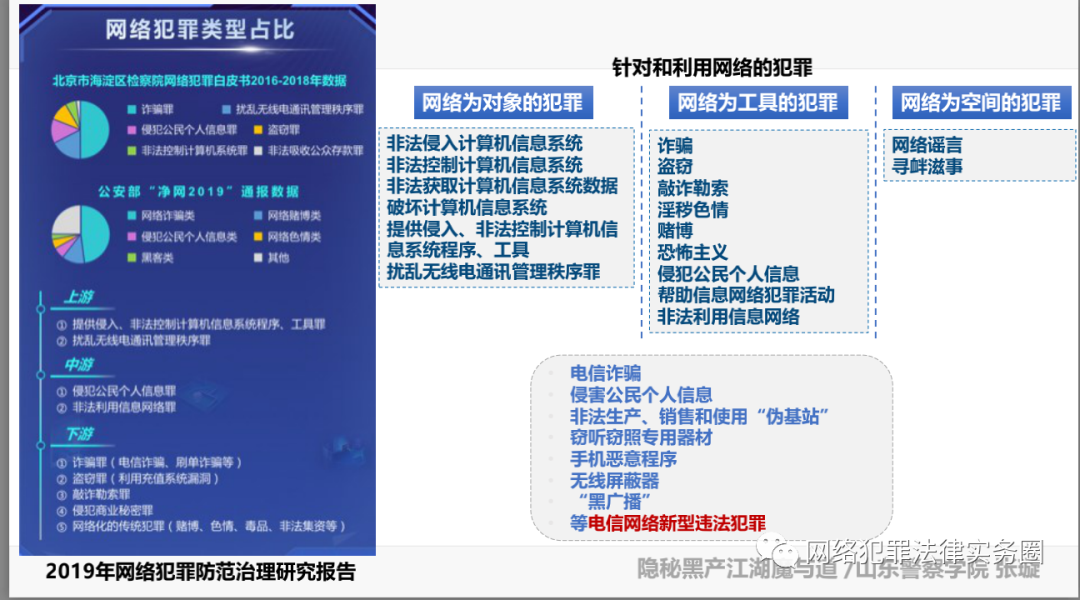 网络犯罪类型占比
北京市海淀区检察院网络犯罪白皮书2016-2018年数据
诈骗罪
扰乱无线电通讯管理秩序罪
侵犯公民个人信息罪
盗窃罪
非法控制计算机系统罪
非法吸收公众存款罪
公安部“净网2019”通报数据
网络诈骗类
网络赌博类
侵犯公民个人信息类
网络色情类
黑客类
其他
上游
① 提供侵入、非法控制计算机信息系统程序、工具罪
② 扰乱无线电通讯管理秩序罪
中游
① 侵犯公民个人信息罪
② 非法利用信息网络罪
下游
① 诈骗罪（电信诈骗、刷单诈骗等）
② 盗窃罪（利用充值系统漏洞）
③ 敲诈勒索罪
④ 侵犯商业秘密罪
⑤ 网络化的传统犯罪（赌博、色情、毒品、非法集资等）
2019年网络犯罪防范治理研究报告
针对和利用网络的犯罪
网络为对象的犯罪
非法侵入计算机信息系统
非法控制计算机信息系统
非法获取计算机信息系统数据
破坏计算机信息系统
提供侵入、非法控制计算机信
息系统程序、工具
扰乱无线电通讯管理秩序罪
网络为工具的犯罪
诈骗
盗窃
敲诈勒索
淫秽色情
赌博
恐怖主义
侵犯公民个人信息
帮助信息网络犯罪活动
非法利用信息网络
网络为空间的犯罪
网络谣言
寻衅滋事
电信诈骗
侵害公民个人信息
非法生产、销售和使用“伪基站”
窃听窃照专用器材
手机恶意程序
无线屏蔽器
“黑广播”
等电信网络新型违法犯罪
网络犯罪法律实务圈
隐秘黑产江湖魔与道 /山东警察学院 张璇